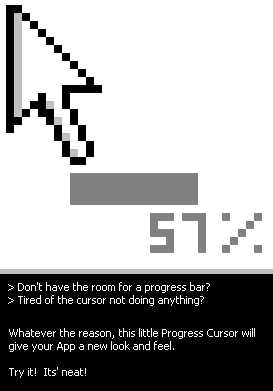 57%
> Don't have the room for a progress bar?
> Tired of the cursor not doing anything?
Whatever the reason, this little Progress Cursor will
give your App a new look and feel.
Try it!  Its' neat!